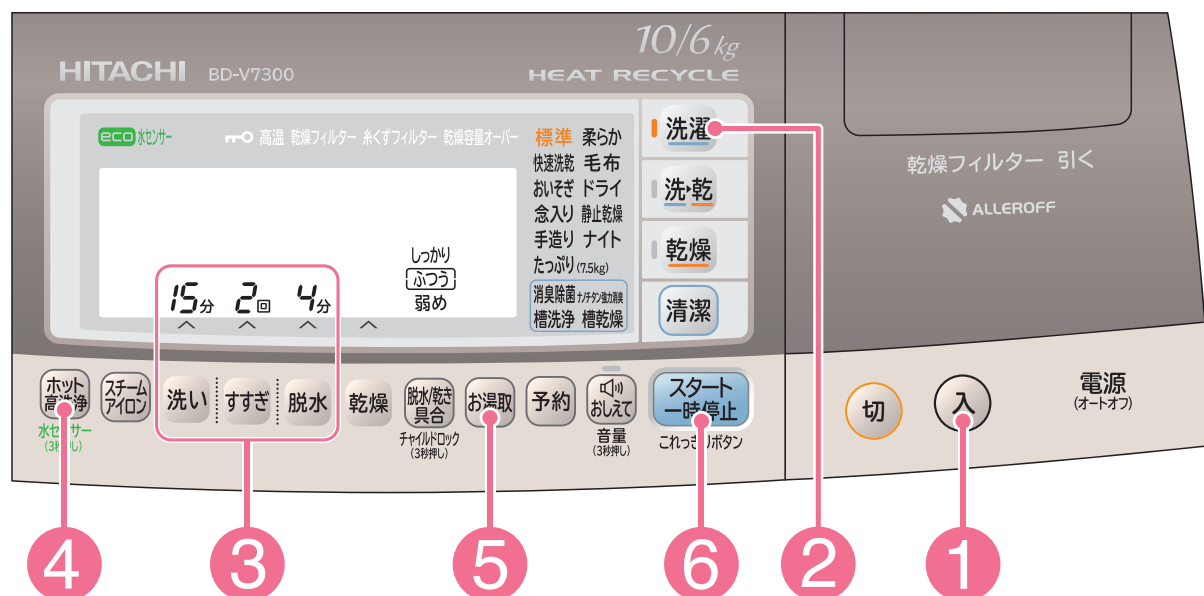 10/6kg
HITACHI BD-V7300
HEAT RECYCLE
eco水センサー
高温 乾燥フィルター 糸くずフィルター 乾燥容量オーバー
標準 柔らか
快速洗乾 毛布
おいそぎ ドライ
念入り 静止乾燥
手造り ナイト
たっぷり(7.5kg)
消臭除菌 ナノチタン強力消臭
槽洗浄 槽乾燥
洗濯
洗・乾
乾燥
清潔
しっかり
ふつう
弱め
15分 2回 4分
乾燥フィルター 引く
ALLEROFF
ホット
高洗浄
水センサー
(3秒押し)
スチーム
アイロン
洗い
すすぎ
脱水
乾燥
脱水/乾き
具合
チャイルドロック
(3秒押し)
お湯取
予約
おしえて
音量
(3秒押し)
スタート
一時停止
これっきりボタン
切
入
電源
(オートオフ)
4
3
5
6
2
1